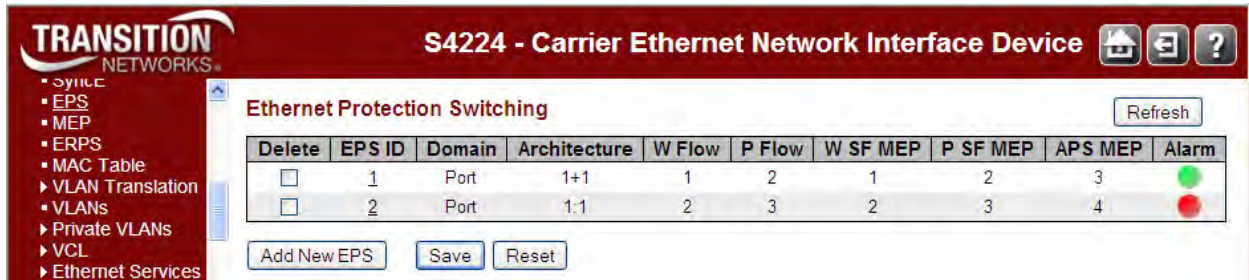 TRANSITION
NETWORKS®
S4224 - Carrier Ethernet Network Interface Device
?
SyncE
EPS
MEP
ERPS
MAC Table
VLAN Translation
VLANs
Private VLANs
VCL
Ethernet Services
Ethernet Protection Switching
Refresh
Delete EPS ID Domain Architecture W Flow P Flow W SF MEP P SF MEP APS MEP Alarm
1 Port 1+1 1 2 1 2 3
2 Port 1:1 2 3 2 3 4
Add New EPS Save Reset